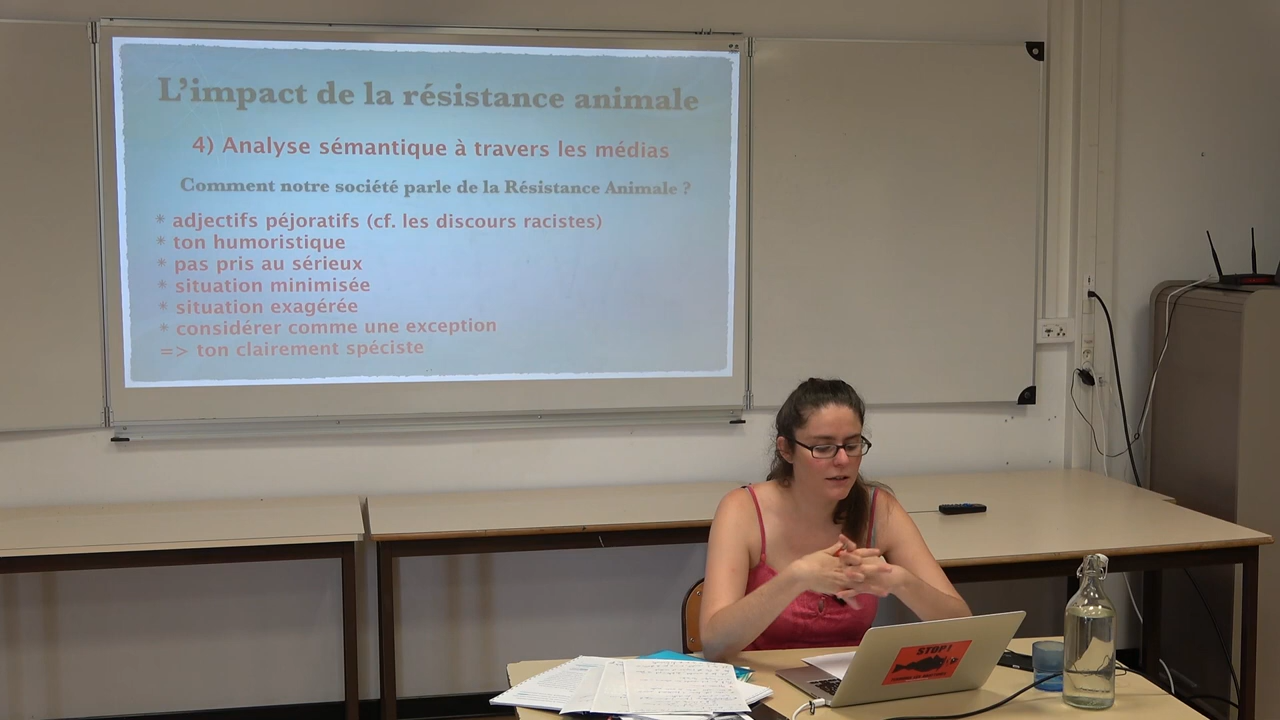 L'impact de la résistance animale
4) Analyse sémantique à travers les médias
Comment notre société parle de la Résistance Animale ?
* adjectifs péjoratifs (cf. les discours racistes)
* ton humoristique
* pas pris au sérieux
* situation minimisée
* situation exagérée
* considérer comme une exception
=> ton clairement spéciste
STOP!